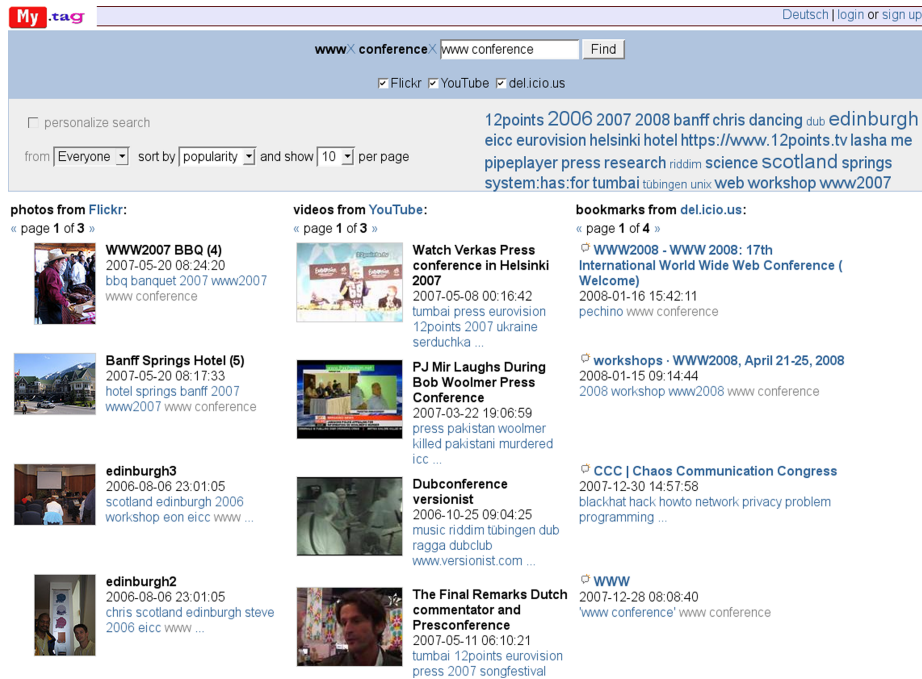 My.tag
Deutsch | login or sign up
wwwX conferenceX www conference Find
Flickr YouTube del.icio.us
personalize search
from Everyone sort by popularity and show 10 per page
12points 2006 2007 2008 banff chris dancing dub edinburgh
eicc eurovision helsinki hotel https://www.12points.tv lasha me
pipeplayer press research riddim science scotland springs
system:has:for tumbai tübingen unix web workshop www2007
photos from Flickr:
« page 1 of 3 »
WWW2007 BBQ (4)
2007-05-20 08:24:20
bbq banquet 2007 www2007
www conference
Banff Springs Hotel (5)
2007-05-20 08:17:33
hotel springs banff 2007
www2007 www conference
edinburgh3
2006-08-06 23:01:05
scotland edinburgh 2006
workshop eon eicc www ...
edinburgh2
2006-08-06 23:01:05
chris scotland edinburgh steve
2006 eicc www ...
videos from YouTube:
« page 1 of 3 »
Watch Verkas Press
conference in Helsinki
2007
2007-05-08 00:16:42
tumbai press eurovision
12points 2007 ukraine
serduchka ...
PJ Mir Laughs During
Bob Woolmer Press
Conference
2007-03-22 19:06:59
press pakistan woolmer
killed pakistani murdered
icc ...
Dubconference
versionist
2006-10-25 09:04:25
music riddim tübingen dub
ragga dubclub
www.versionist.com ...
The Final Remarks Dutch
commentator and
Presconference
2007-05-11 06:10:21
tumbai 12points eurovision
press 2007 songfestival
bookmarks from del.icio.us:
« page 1 of 4 »
WWW2008 - WWW 2008: 17th
International World Wide Web Conference (
Welcome)
2008-01-16 15:42:11
pechino www conference
workshops · WWW2008, April 21-25, 2008
2008-01-15 09:14:44
2008 workshop www2008 www conference
CCC | Chaos Communication Congress
2007-12-30 14:57:58
blackhat hack howto network privacy problem
programming ...
WWW
2007-12-28 08:08:40
'www conference' www conference